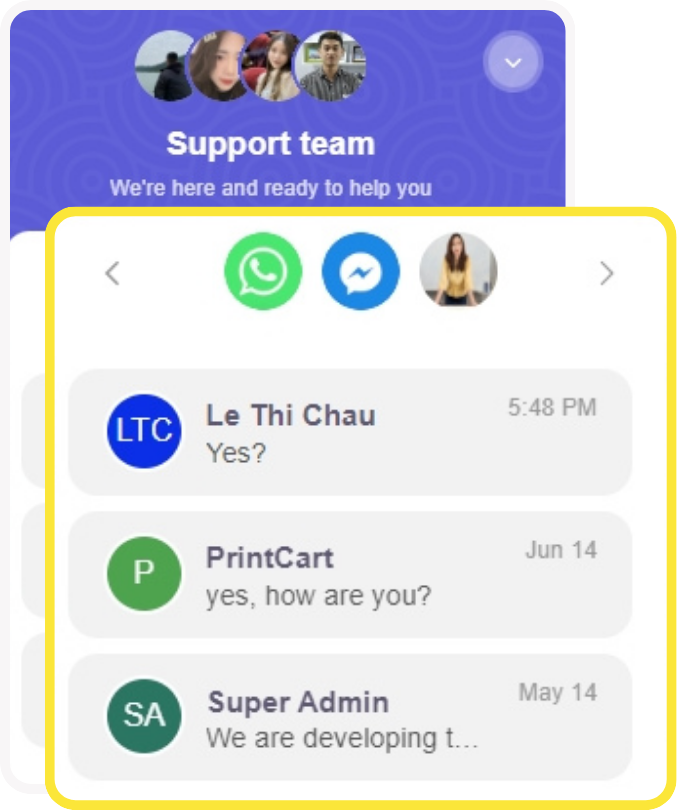 Support team
We're here and ready to help you
LTC
Le Thi Chau
5:48 PM
Yes?
P
PrintCart
Jun 14
yes, how are you?
SA
Super Admin
May 14
We are developing t...